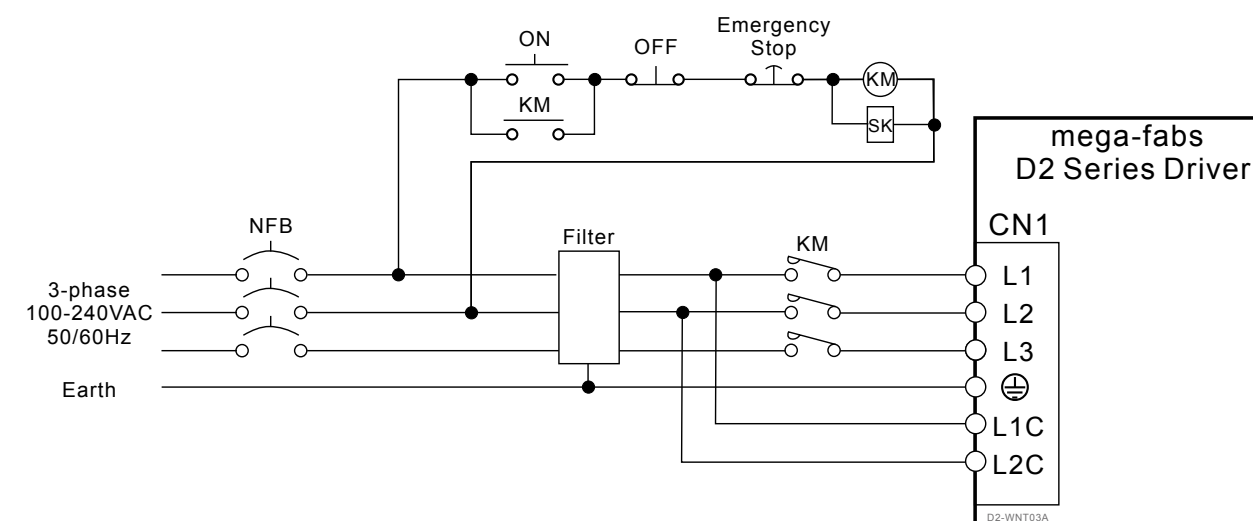 Emergency
Stop
ON
OFF
KM
KM
SK
mega-fabs
D2 Series Driver
CN1
NFB
Filter
KM
3-phase
100-240VAC
50/60Hz
Earth
L1
L2
L3
L1C
L2C
D2-WNT03A